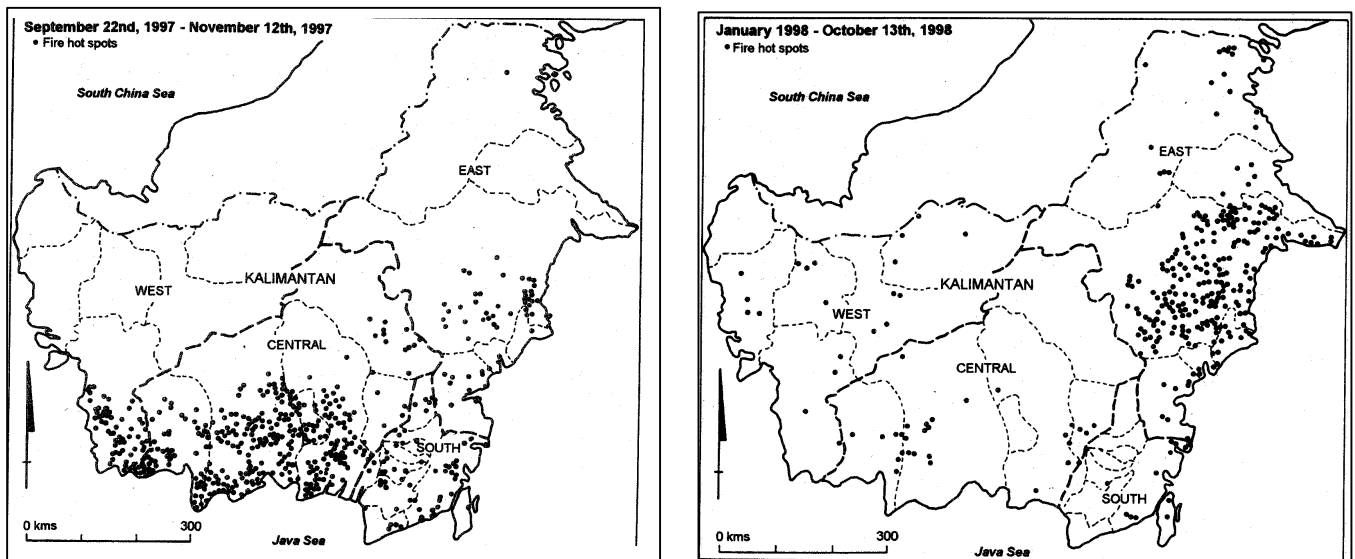 September 22nd, 1997 - November 12th, 1997
• Fire hot spots
South China Sea
EAST
KALIMANTAN
WEST
CENTRAL
SOUTH
0 kms 300
Java Sea
January 1998 - October 13th, 1998
• Fire hot spots
South China Sea
EAST
KALIMANTAN
WEST
CENTRAL
SOUTH
0 kms 300
Java Sea